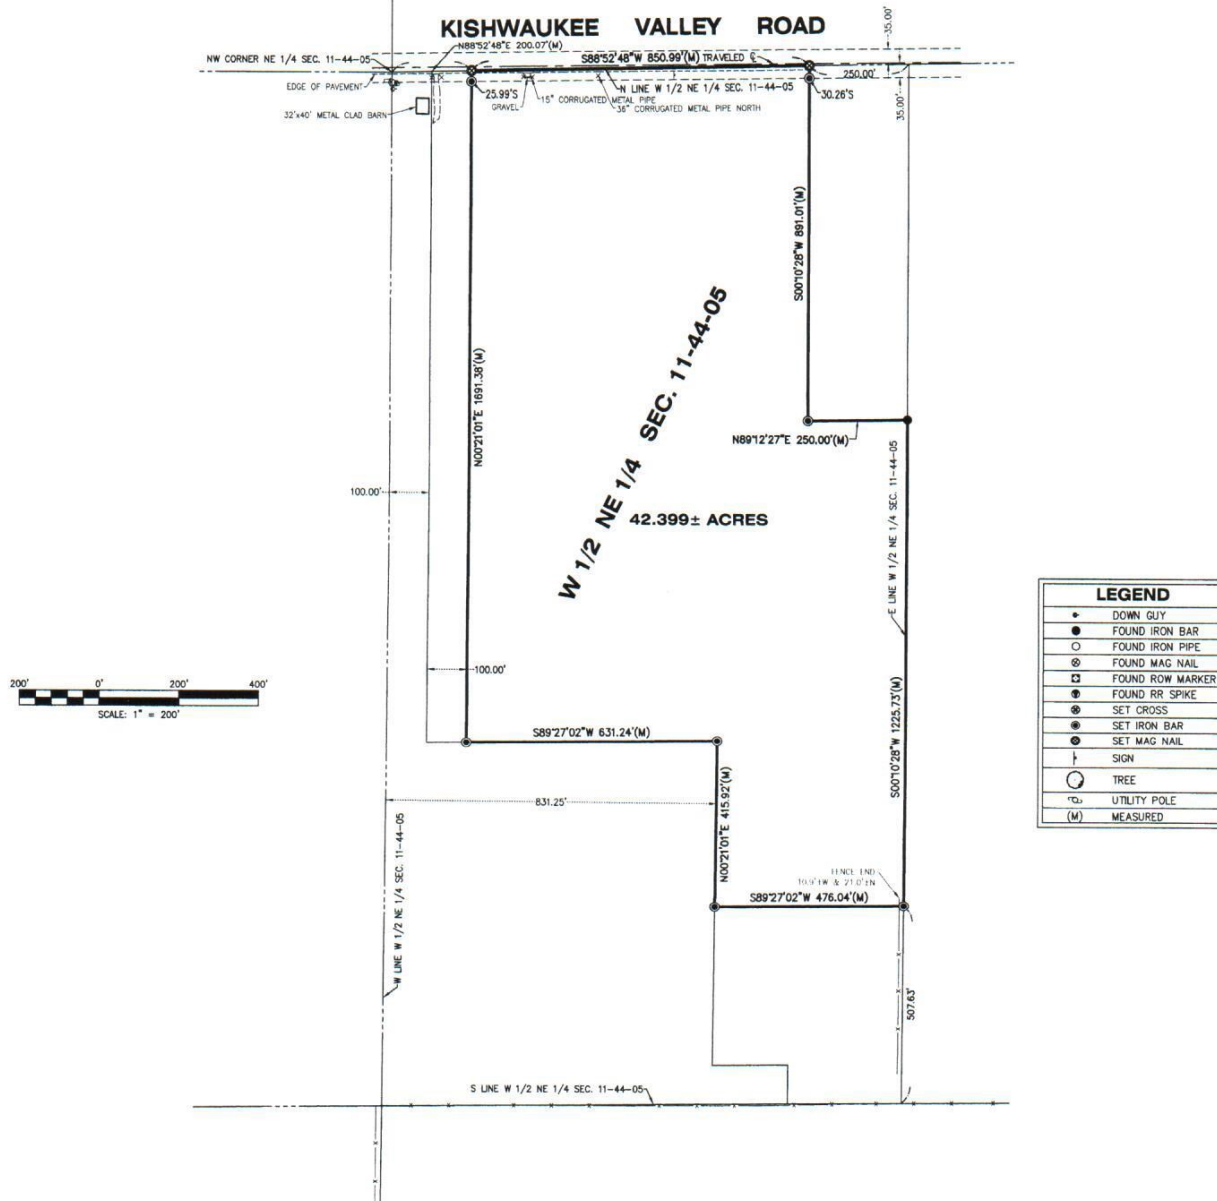 KISHWAUKEE VALLEY ROAD
35.00'
N88°52'48"E 200.07'(M)
NW CORNER NE 1/4 SEC. 11-44-05
S88°52'48"W 850.99'(M) TRAVELED ℄
250.00'
EDGE OF PAVEMENT
N LINE W 1/2 NE 1/4 SEC. 11-44-05
25.99'S
15" CORRUGATED METAL PIPE
30.26'S
GRAVEL
36" CORRUGATED METAL PIPE NORTH
35.00'
32'x40' METAL CLAD BARN
S00°10'28"W 891.01'(M)
N00°21'01"E 1691.38'(M)
W 1/2 NE 1/4 SEC. 11-44-05
N89°12'27"E 250.00'(M)
E LINE W 1/2 NE 1/4 SEC. 11-44-05
100.00'
42.399± ACRES
100.00'
200' 0' 200' 400'
SCALE: 1" = 200'
S89°27'02"W 631.24'(M)
S00°10'28"W 1225.73'(M)
831.25'
N00°21'01"E 415.92'(M)
W LINE W 1/2 NE 1/4 SEC. 11-44-05
FENCE END
10.9'±W & 21.0'±N
S89°27'02"W 476.04'(M)
507.63'
S LINE W 1/2 NE 1/4 SEC. 11-44-05
LEGEND
DOWN GUY
FOUND IRON BAR
FOUND IRON PIPE
FOUND MAG NAIL
FOUND ROW MARKER
FOUND RR SPIKE
SET CROSS
SET IRON BAR
SET MAG NAIL
SIGN
TREE
UTILITY POLE
(M) MEASURED